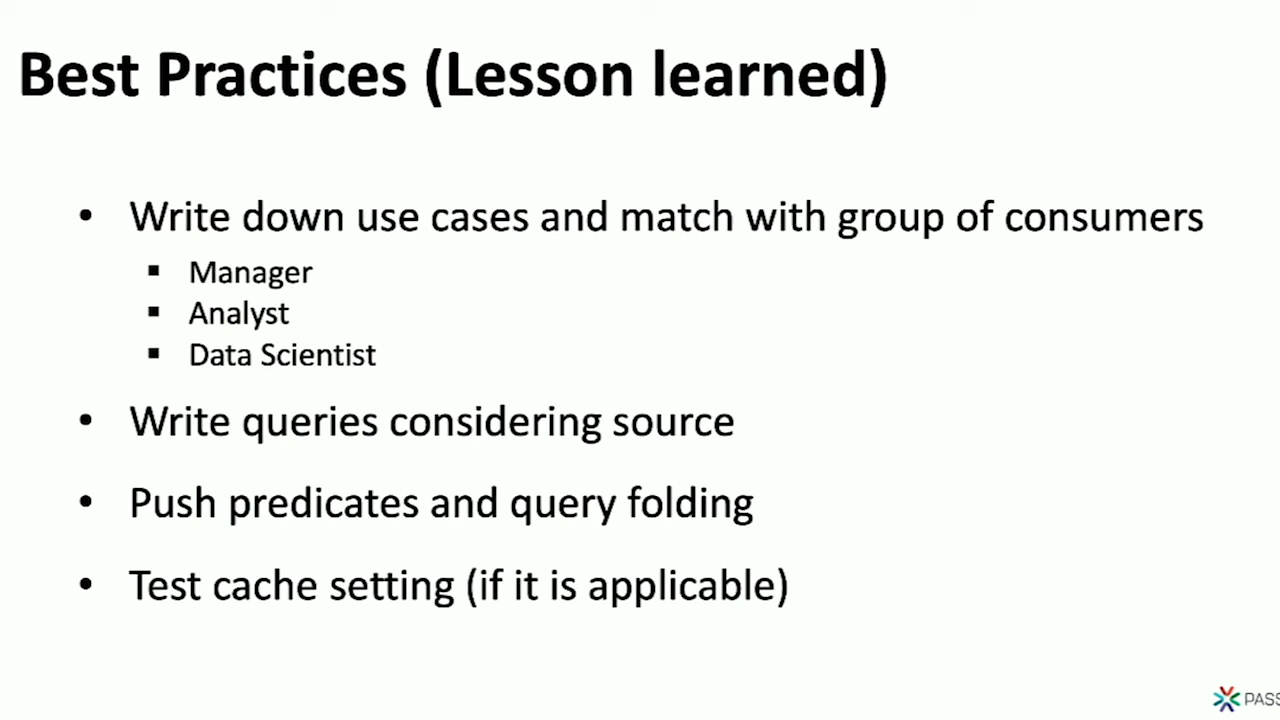 Best Practices (Lesson learned)
• Write down use cases and match with group of consumers
▪ Manager
▪ Analyst
▪ Data Scientist
• Write queries considering source
• Push predicates and query folding
• Test cache setting (if it is applicable)
PASS